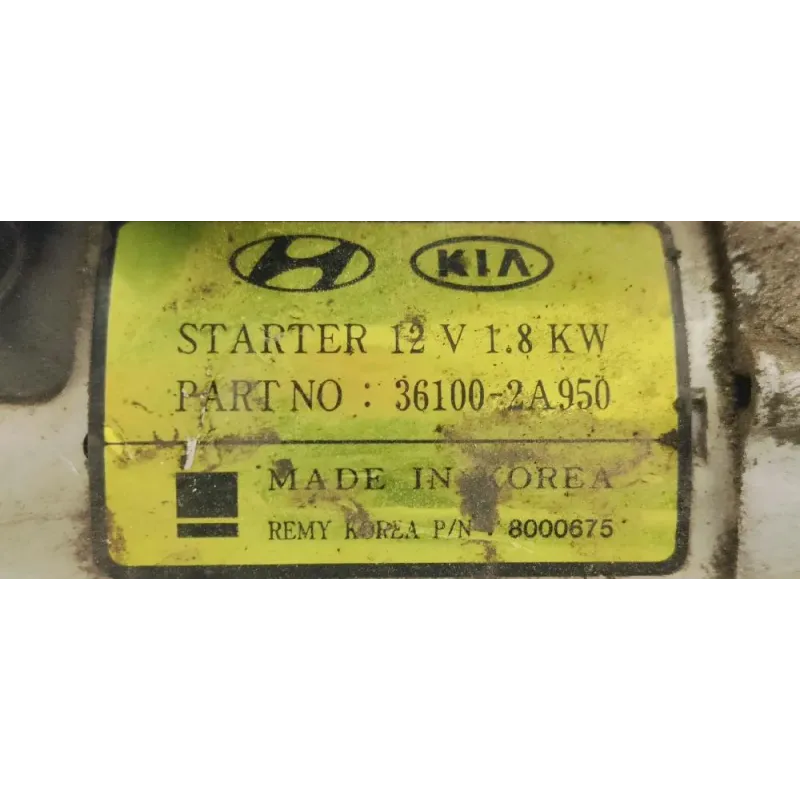 KIA
STARTER 12 V 1.8 KW
PART NO : 36100-2A950
MADE IN KOREA
REMY KOREA P/N : 8000675